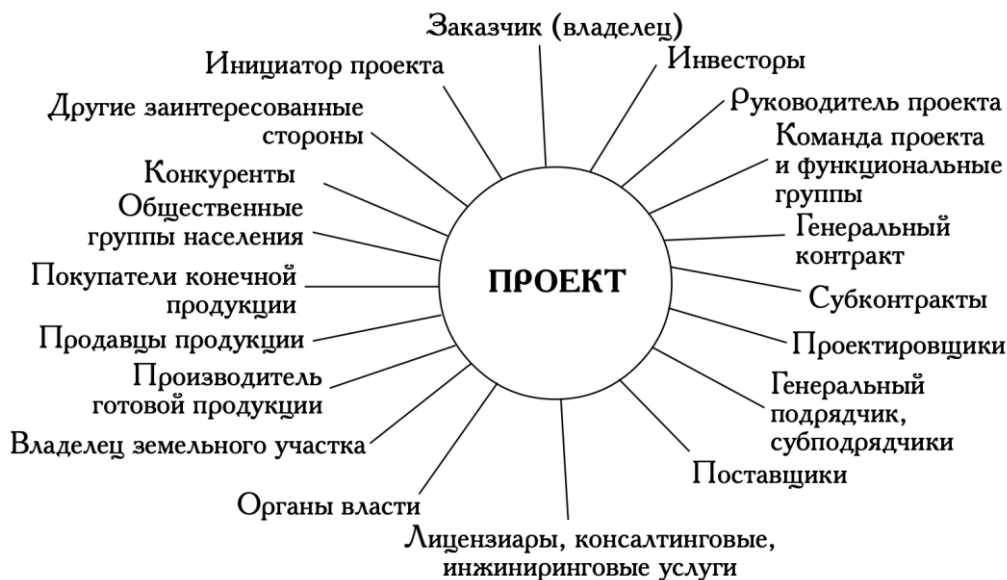 Заказчик (владелец)
Инвесторы
Руководитель проекта
Команда проекта
и функциональные
группы
Генеральный
контракт
Субконтракты
Проектировщики
Генеральный
подрядчик,
субподрядчики
Поставщики
Лицензиары, консалтинговые,
инжиниринговые услуги
Органы власти
Владелец земельного участка
Производитель
готовой продукции
Продавцы продукции
Покупатели конечной
продукции
Общественные
группы населения
Конкуренты
Другие заинтересованные
стороны
Инициатор проекта
ПРОЕКТ